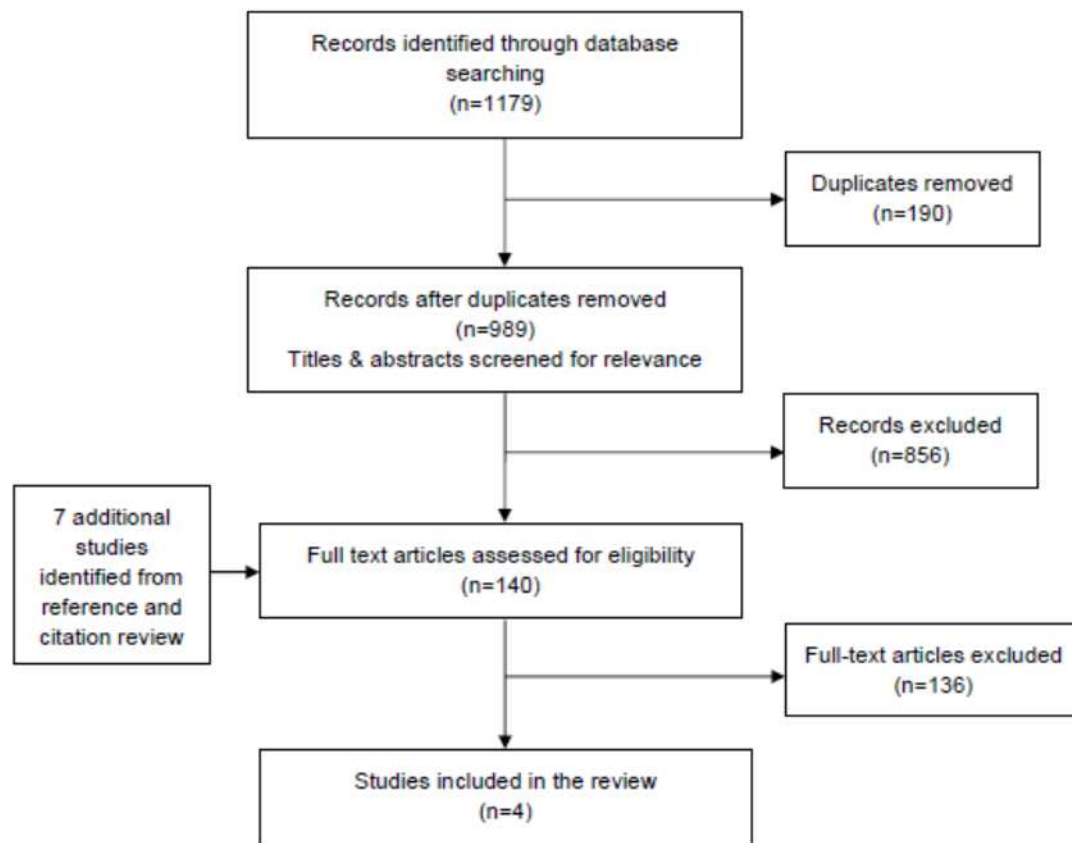 Records identified through database
searching
(n=1179)
Duplicates removed
(n=190)
Records after duplicates removed
(n=989)
Titles & abstracts screened for relevance
Records excluded
(n=856)
7 additional
studies
identified from
reference and
citation review
Full text articles assessed for eligibility
(n=140)
Full-text articles excluded
(n=136)
Studies included in the review
(n=4)